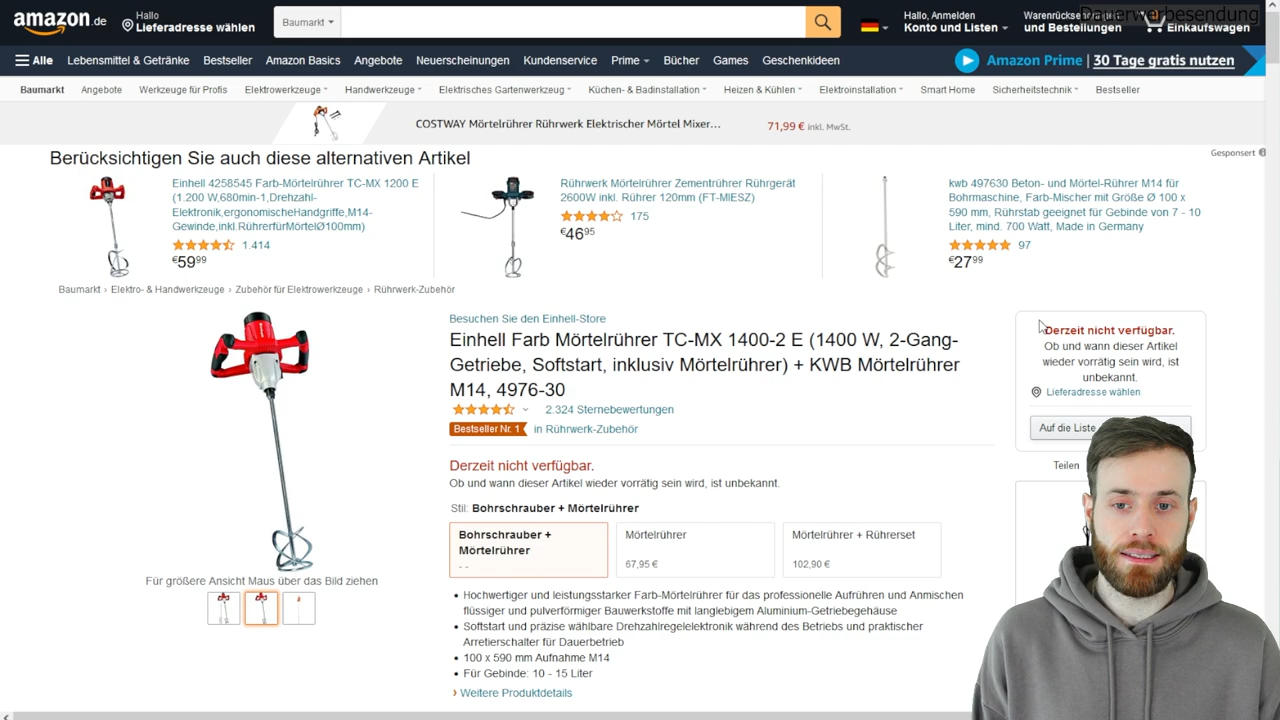 amazon.de
Hallo
Lieferadresse wählen
Baumarkt
Hallo, Anmelden
Konto und Listen
Warenrücksendungen
und Bestellungen
Einkaufswagen
Dauerwerbesendung
Alle
Lebensmittel & Getränke
Bestseller
Amazon Basics
Angebote
Neuerscheinungen
Kundenservice
Prime
Bücher
Games
Geschenkideen
Amazon Prime | 30 Tage gratis nutzen
Baumarkt
Angebote
Werkzeuge für Profis
Elektrowerkzeuge
Handwerkzeuge
Elektrisches Gartenwerkzeug
Küchen- & Badinstallation
Heizen & Kühlen
Elektroinstallation
Smart Home
Sicherheitstechnik
Bestseller
COSTWAY Mörtelrührer Rührwerk Elektrischer Mörtel Mixer...
71,99 € inkl. MwSt.
Gesponsert
Berücksichtigen Sie auch diese alternativen Artikel
Einhell 4258545 Farb-Mörtelrührer TC-MX 1200 E
(1.200 W,680min-1,Drehzahl-
Elektronik,ergonomischeHandgriffe,M14-
Gewinde,inkl.RührerfürMörtelØ100mm)
1.414
€59⁹⁹
Rührwerk Mörtelrührer Zementrührer Rührgerät
2600W inkl. Rührer 120mm (FT-MIESZ)
175
€46⁹⁵
kwb 497630 Beton- und Mörtel-Rührer M14 für
Bohrmaschine, Farb-Mischer mit Größe Ø 100 x
590 mm, Rührstab geeignet für Gebinde von 7 - 10
Liter, mind. 700 Watt, Made in Germany
97
€27⁹⁹
Baumarkt › Elektro- & Handwerkzeuge › Zubehör für Elektrowerkzeuge › Rührwerk-Zubehör
Besuchen Sie den Einhell-Store
Einhell Farb Mörtelrührer TC-MX 1400-2 E (1400 W, 2-Gang-
Getriebe, Softstart, inklusiv Mörtelrührer) + KWB Mörtelrührer
M14, 4976-30
2.324 Sternebewertungen
Bestseller Nr. 1
in Rührwerk-Zubehör
Derzeit nicht verfügbar.
Ob und wann dieser Artikel wieder vorrätig sein wird, ist unbekannt.
Stil: Bohrschrauber + Mörtelrührer
Bohrschrauber +
Mörtelrührer
- -
Mörtelrührer
67,95 €
Mörtelrührer + Rührerset
102,90 €
• Hochwertiger und leistungsstarker Farb-Mörtelrührer für das professionelle Aufrühren und Anmischen
flüssiger und pulverförmiger Bauwerkstoffe mit langlebigem Aluminium-Getriebegehäuse
• Softstart und präzise wählbare Drehzahlregelelektronik während des Betriebs und praktischer
Arretierschalter für Dauerbetrieb
• 100 x 590 mm Aufnahme M14
• Für Gebinde: 10 - 15 Liter
› Weitere Produktdetails
Für größere Ansicht Maus über das Bild ziehen
Derzeit nicht verfügbar.
Ob und wann dieser Artikel
wieder vorrätig sein wird, ist
unbekannt.
Lieferadresse wählen
Auf die Liste
Teilen